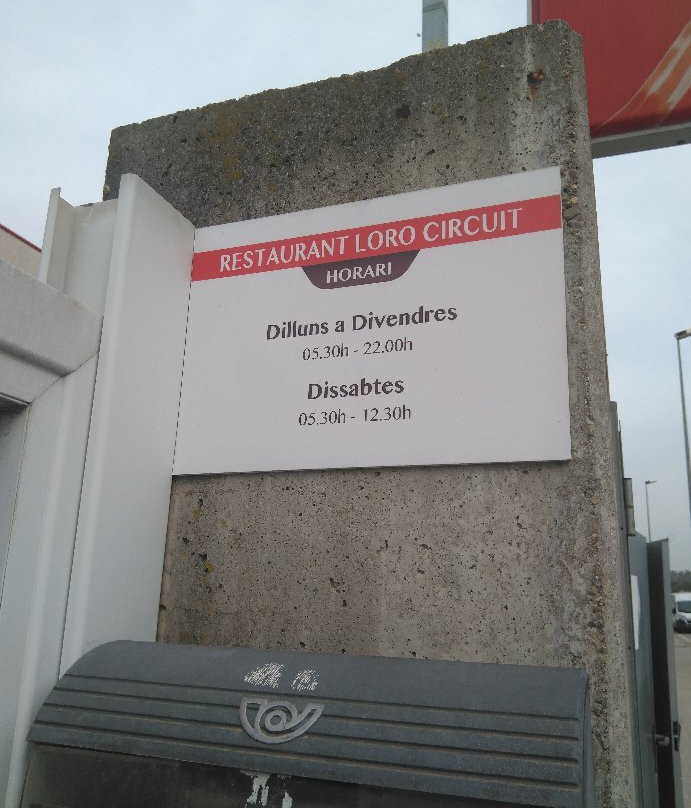 RESTAURANT LORO CIRCUIT
HORARI
Dilluns a Divendres
05.30h - 22.00h
Dissabtes
05.30h - 12.30h